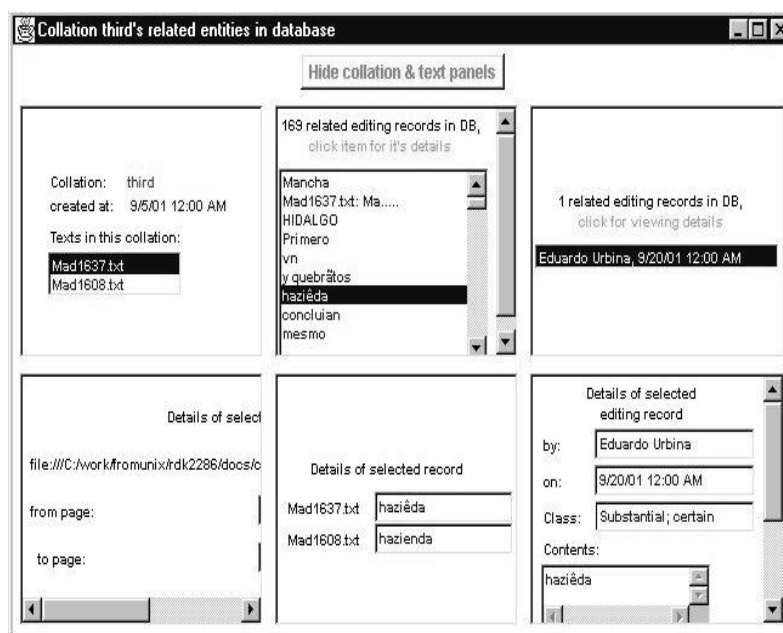 Collation third's related entities in database
Hide collation & text panels
Collation: third
created at: 9/5/01 12:00 AM
Texts in this collation:
Mad1637.txt
Mad1608.txt
169 related editing records in DB,
click item for it's details
Mancha
Mad1637.txt: Ma.....
HIDALGO
Primero
vn
y quebrãtos
haziêda
concluian
mesmo
1 related editing records in DB,
click for viewing details
Eduardo Urbina, 9/20/01 12:00 AM
Details of select
file:///C:/work/fromunix/rdk2286/docs/c
from page:
to page:
Details of selected record
Mad1637.txt haziêda
Mad1608.txt hazienda
Details of selected
editing record
by: Eduardo Urbina
on: 9/20/01 12:00 AM
Class: Substantial; certain
Contents:
haziêda